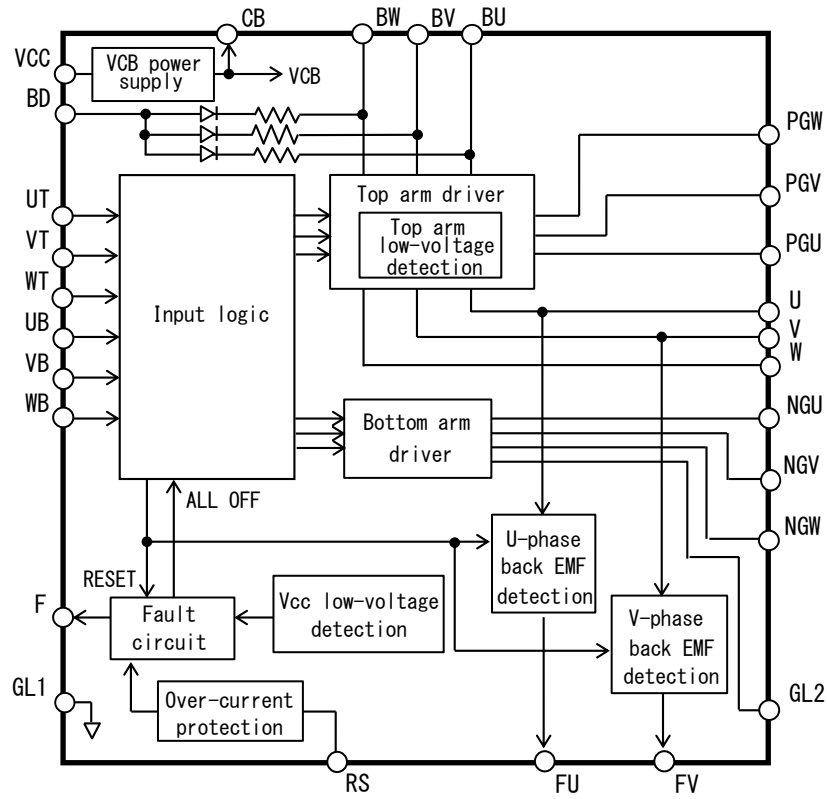 CB
BW
BV
BU
VCC
VCB power
supply
VCB
BD
PGW
PGV
PGU
UT
VT
WT
UB
VB
WB
Input logic
Top arm driver
Top arm
low-voltage
detection
U
V
W
Bottom arm
driver
NGU
NGV
NGW
ALL OFF
RESET
U-phase
back EMF
detection
F
Fault
circuit
Vcc low-voltage
detection
V-phase
back EMF
detection
GL1
Over-current
protection
GL2
RS
FU
FV